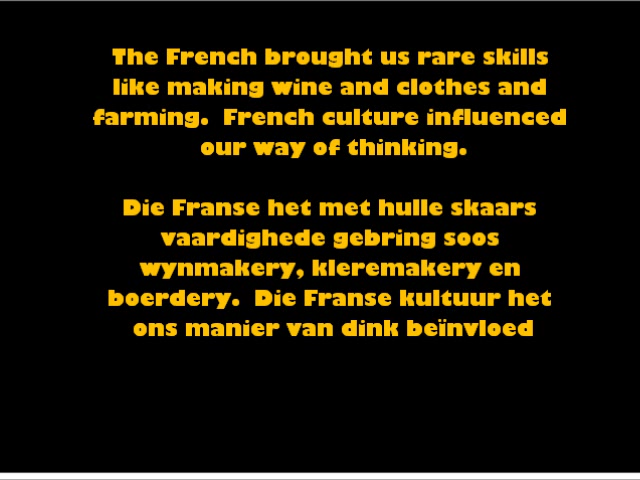 The French brought us rare skills
like making wine and clothes and
farming.  French culture influenced
our way of thinking.
Die Franse het met hulle skaars
vaardighede gebring soos
wynmakery, kleremakery en
boerdery.  Die Franse kultuur het
ons manier van dink beïnvloed